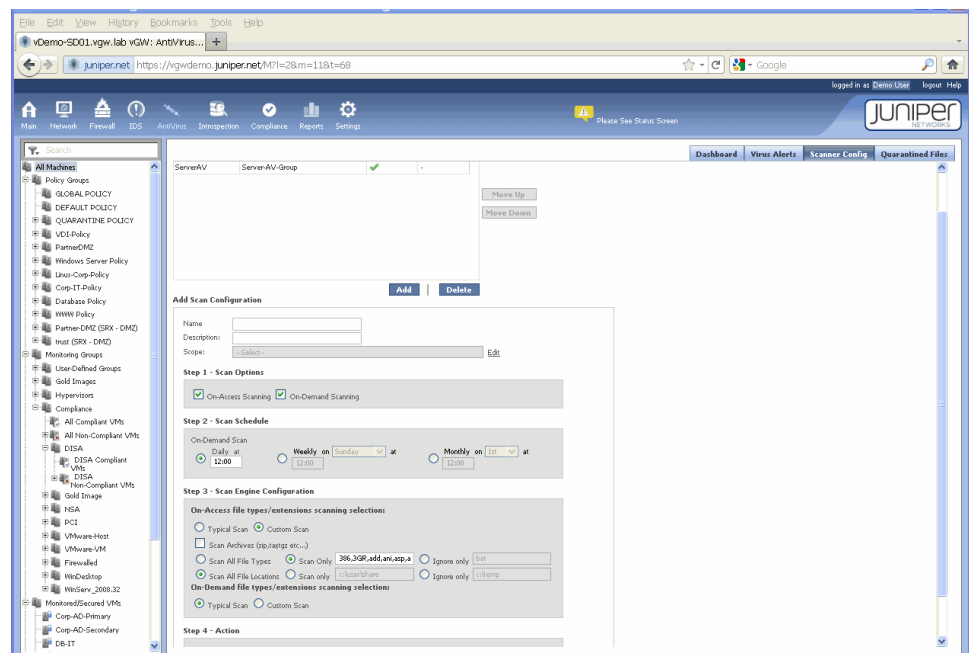 File Edit View History Bookmarks Tools Help
vDemo-SD01.vgw.lab vGW: AntiVirus... +
juniper.net https://vgwdemo.juniper.net/M?l=2&m=11&t=68
Google
logged in as Demo User logout Help
Main Network Firewall IDS AntiVirus Introspection Compliance Reports Settings
Please See Status Screen
JUNIPER
NETWORKS
Search
Dashboard Virus Alerts Scanner Config Quarantined Files
All Machines
Policy Groups
GLOBAL POLICY
DEFAULT POLICY
QUARANTINE POLICY
VDI-Policy
PartnerDMZ
Windows Server Policy
Linux-Corp-Policy
Corp-IT-Policy
Database Policy
WWW Policy
Partner-DMZ (SRX - DMZ)
trust (SRX - DMZ)
Monitoring Groups
User-Defined Groups
Gold Images
Hypervisors
Compliance
All Compliant VMs
All Non-Compliant VMs
DISA
DISA Compliant
VMs
DISA
Non-Compliant VMs
Gold Image
NSA
PCI
VMware-Host
VMware-VM
Firewalled
WinDesktop
WinServ_2008.32
Monitored/Secured VMs
Corp-AD-Primary
Corp-AD-Secondary
DB-IT
ServerAV Server-AV-Group -
Move Up
Move Down
Add | Delete
Add Scan Configuration
Name
Description:
Scope: --Select-- Edit
Step 1 - Scan Options
On-Access Scanning On-Demand Scanning
Step 2 - Scan Schedule
On-Demand Scan
Daily at Weekly on Sunday at Monthly on 1st at
12:00 12:00 12:00
Step 3 - Scan Engine Configuration
On-Access file types/extensions scanning selection:
Typical Scan Custom Scan
Scan Archives (zip,tastgz etc...)
Scan All File Types Scan Only 386,3GR,add,ani,asp,a Ignore only bat
Scan All File Locations Scan only c:\user\share Ignore only c:\temp
On-Demand file types/extensions scanning selection:
Typical Scan Custom Scan
Step 4 - Action